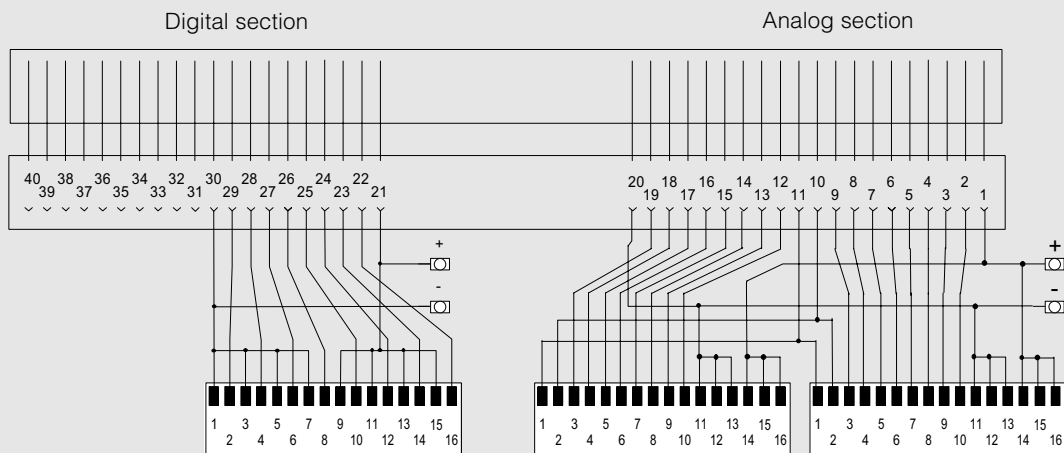 Digital section Analog section
40 38 36 34 32 30 28 26 24 22 20 18 16 14 12 10 8 6 4 2
39 37 35 33 31 29 27 25 23 21 19 17 15 13 11 9 7 5 3 1
+ +
- -
1 3 5 7 9 11 13 15 1 3 5 7 9 11 13 15 1 3 5 7 9 11 13 15
2 4 6 8 10 12 14 16 2 4 6 8 10 12 14 16 2 4 6 8 10 12 14 16